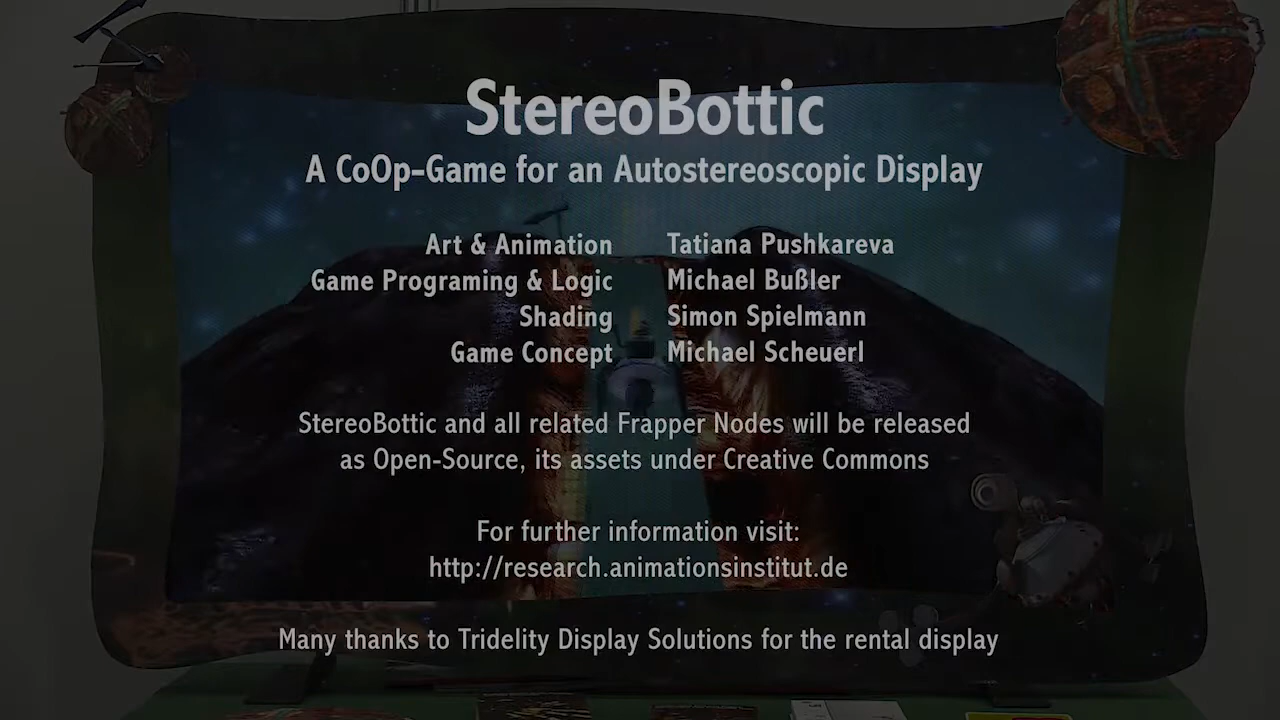 StereoBottic
A CoOp-Game for an Autostereoscopic Display
Art & Animation Tatiana Pushkareva
Game Programing & Logic Michael Bußler
Shading Simon Spielmann
Game Concept Michael Scheuerl
StereoBottic and all related Frapper Nodes will be released
as Open-Source, its assets under Creative Commons
For further information visit:
http://research.animationsinstitut.de
Many thanks to Tridelity Display Solutions for the rental display